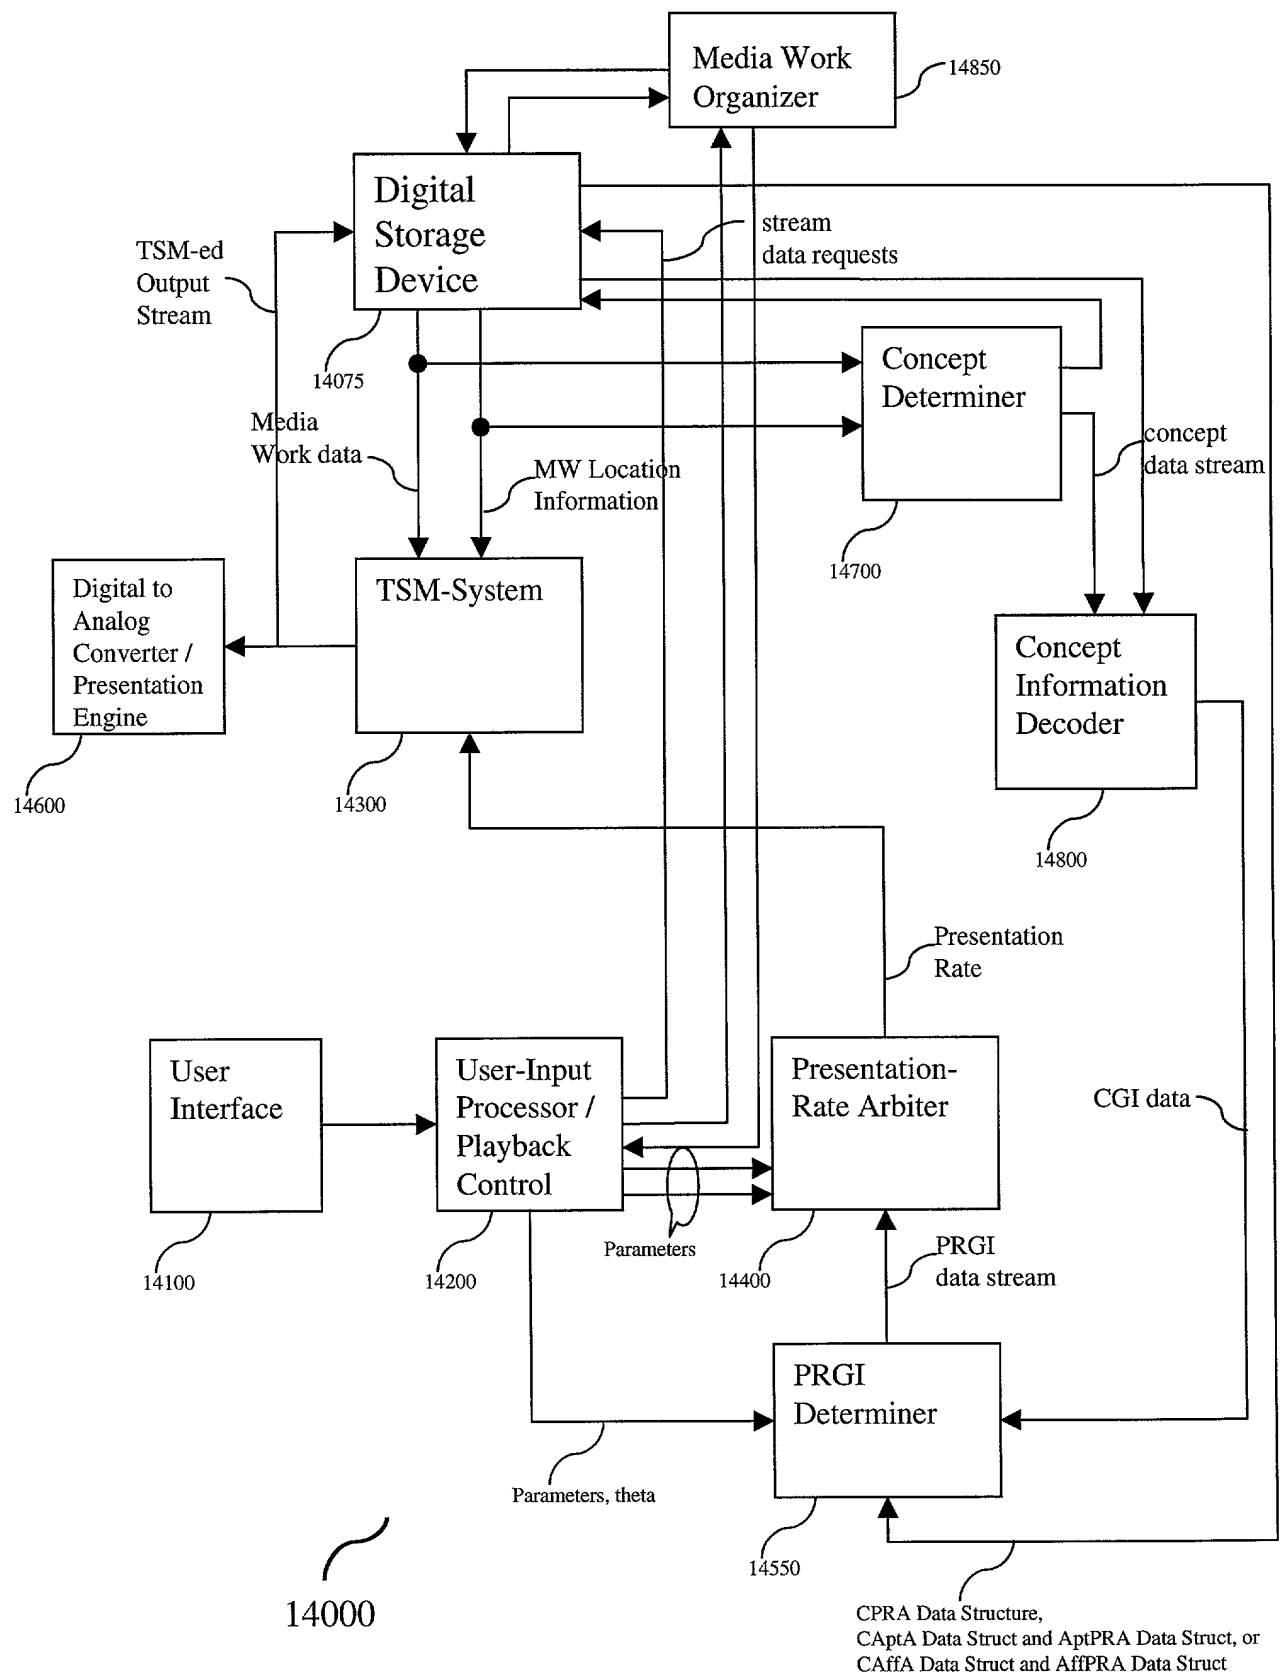 Media Work
Organizer
14850
Digital
Storage
Device
stream
data requests
TSM-ed
Output
Stream
14075
Concept
Determiner
Media
Work data
concept
data stream
MW Location
Information
14700
Digital to
Analog
Converter /
Presentation
Engine
TSM-System
Concept
Information
Decoder
14600
14300
14800
Presentation
Rate
User
Interface
User-Input
Processor /
Playback
Control
Presentation-
Rate Arbiter
CGI data
Parameters
14100
14200
14400
PRGI
data stream
PRGI
Determiner
Parameters, theta
14550
14000
CPRA Data Structure,
CAptA Data Struct and AptPRA Data Struct, or
CAffA Data Struct and AffPRA Data Struct